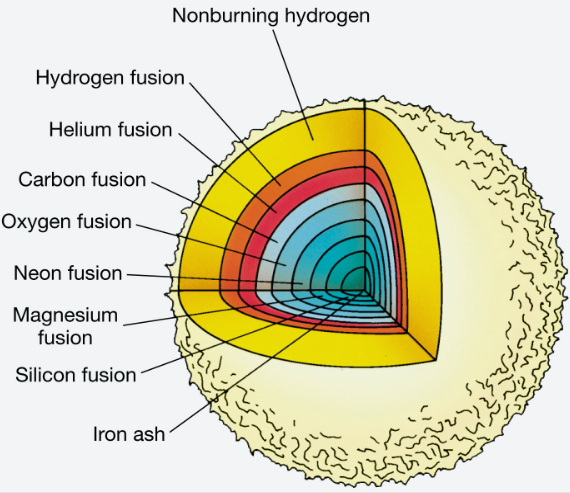 Nonburning hydrogen
Hydrogen fusion
Helium fusion
Carbon fusion
Oxygen fusion
Neon fusion
Magnesium
fusion
Silicon fusion
Iron ash